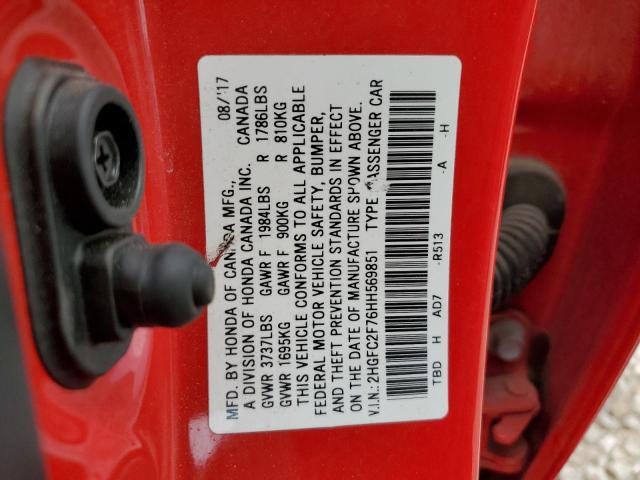 MFD. BY HONDA OF CANADA MFG., 08/'17
A DIVISION OF HONDA CANADA INC. CANADA
GVWR 3737LBS GAWR F 1984LBS R 1786LBS
GVWR 1695KG GAWR F 900KG R 810KG
THIS VEHICLE CONFORMS TO ALL APPLICABLE
FEDERAL MOTOR VEHICLE SAFETY, BUMPER,
AND THEFT PREVENTION STANDARDS IN EFFECT
ON THE DATE OF MANUFACTURE SHOWN ABOVE.
V.I.N.: 2HGFC2F76HH569851 TYPE PASSENGER CAR
TBD H AD7 -R513 -A -H